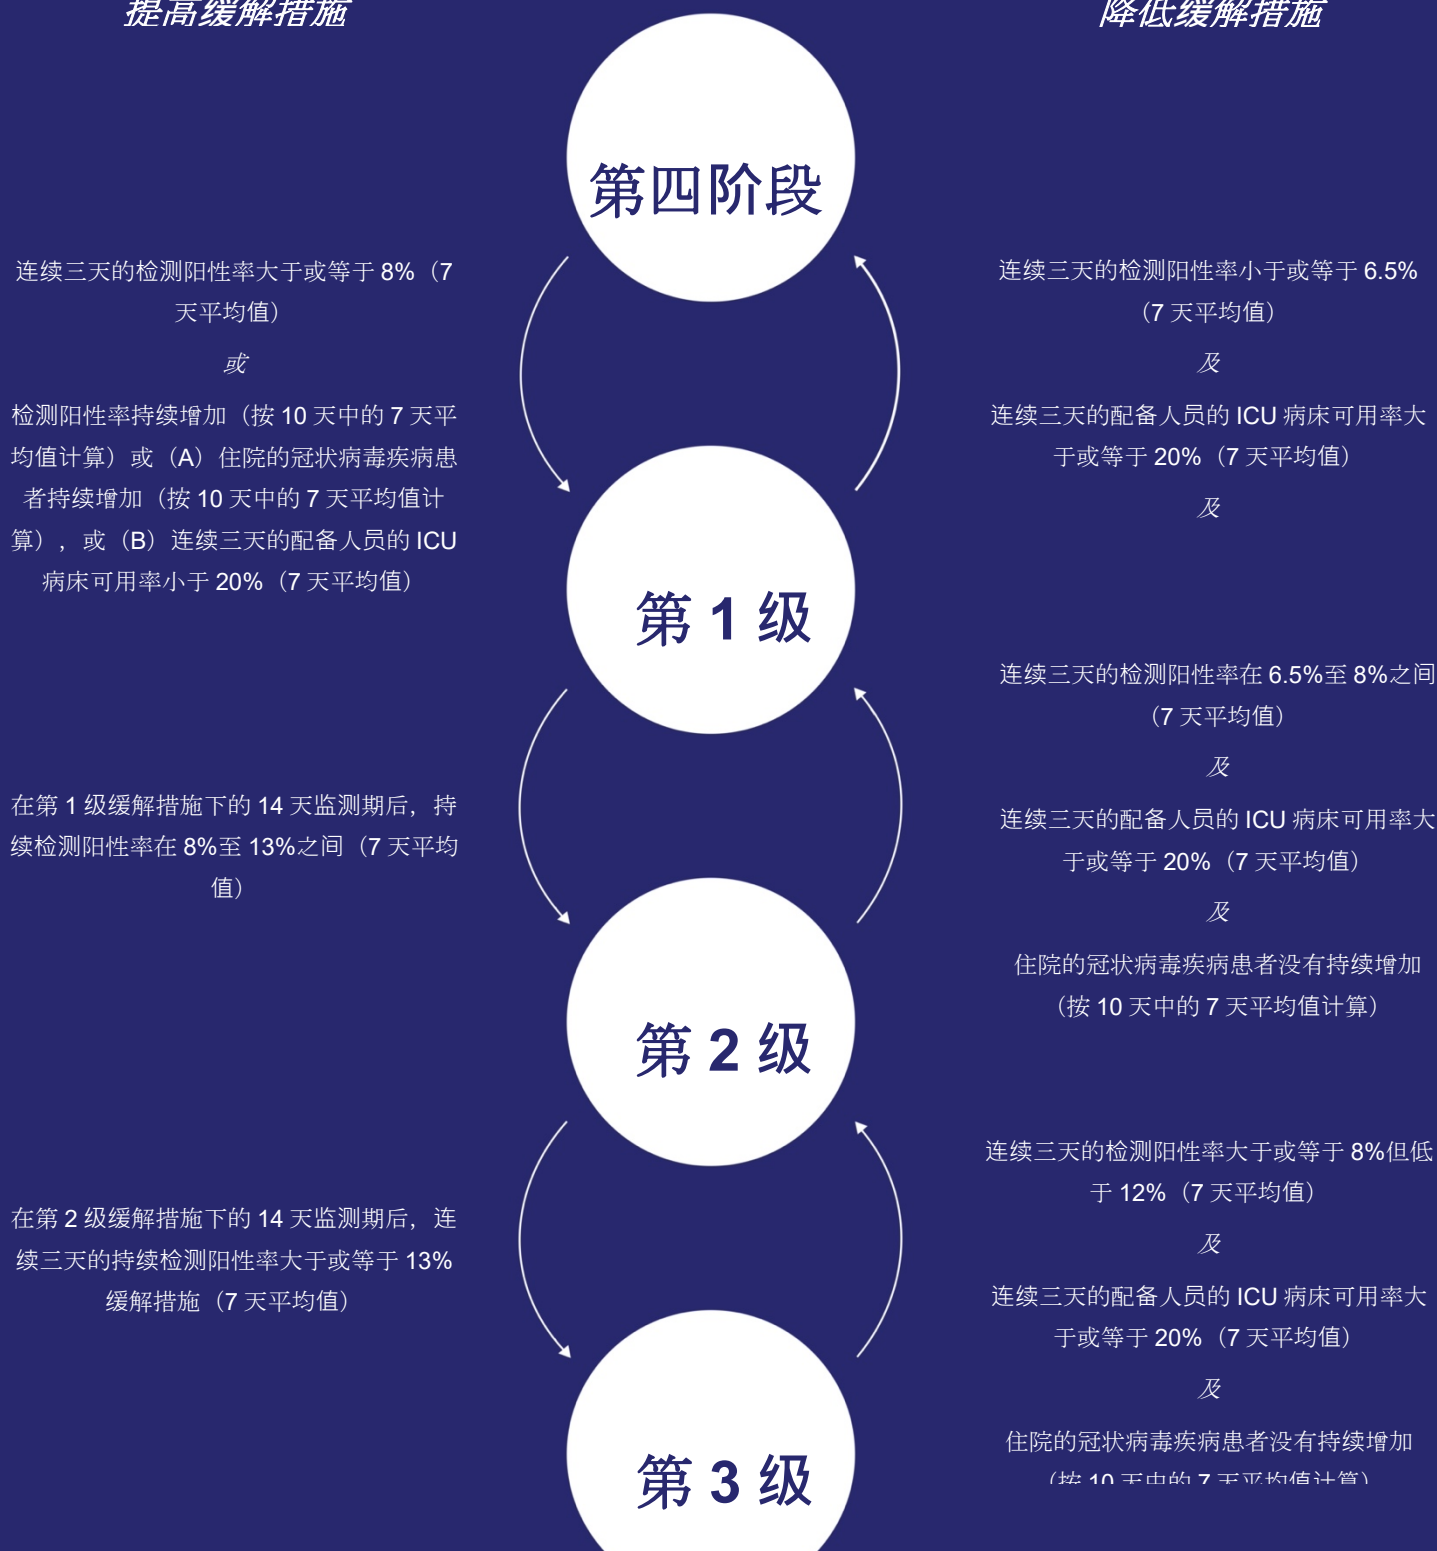 提高缓解措施
降低缓解措施
第四阶段
连续三天的检测阳性率大于或等于 8%（7
天平均值）
或
检测阳性率持续增加（按 10 天中的 7 天平
均值计算）或（A）住院的冠状病毒疾病患
者持续增加（按 10 天中的 7 天平均值计
算），或（B）连续三天的配备人员的 ICU
病床可用率小于 20%（7 天平均值）
连续三天的检测阳性率小于或等于 6.5%
（7 天平均值）
及
连续三天的配备人员的 ICU 病床可用率大
于或等于 20%（7 天平均值）
及
第 1 级
在第 1 级缓解措施下的 14 天监测期后，持
续检测阳性率在 8%至 13%之间（7 天平均
值）
连续三天的检测阳性率在 6.5%至 8%之间
（7 天平均值）
及
连续三天的配备人员的 ICU 病床可用率大
于或等于 20%（7 天平均值）
及
住院的冠状病毒疾病患者没有持续增加
（按 10 天中的 7 天平均值计算）
第 2 级
在第 2 级缓解措施下的 14 天监测期后，连
续三天的持续检测阳性率大于或等于 13%
缓解措施（7 天平均值）
连续三天的检测阳性率大于或等于 8%但低
于 12%（7 天平均值）
及
连续三天的配备人员的 ICU 病床可用率大
于或等于 20%（7 天平均值）
及
住院的冠状病毒疾病患者没有持续增加
（按 10 天中的 7 天平均值计算）
第 3 级